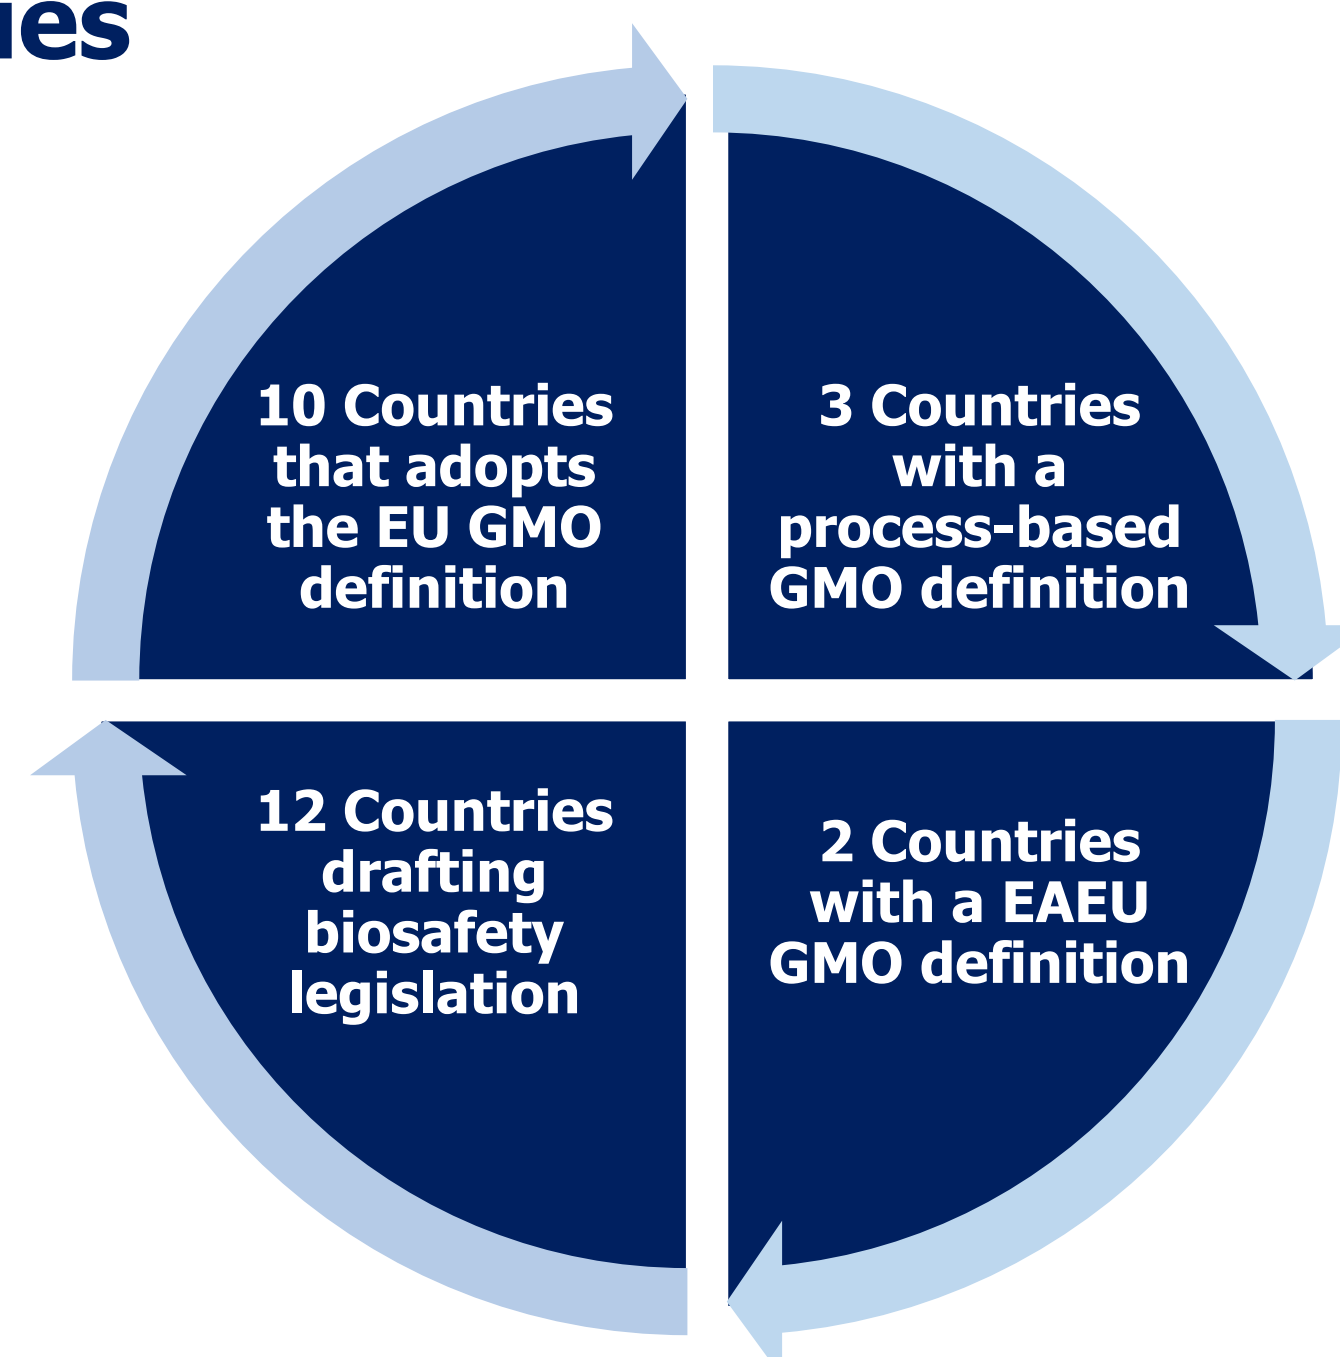 10 Countries
that adopts
the EU GMO
definition
3 Countries
with a
process-based
GMO definition
12 Countries
drafting
biosafety
legislation
2 Countries
with a EAEU
GMO definition